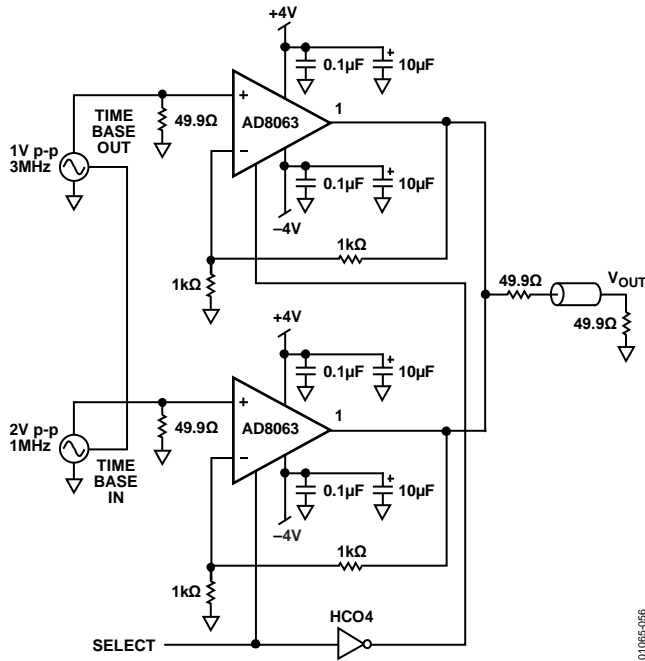 +4V
0.1µF
+
10µF
TIME
BASE
OUT
49.9Ω
+
AD8063
−
1
1V p-p
3MHz
0.1µF
+
10µF
−4V
1kΩ
1kΩ
49.9Ω
VOUT
49.9Ω
+4V
0.1µF
+
10µF
2V p-p
1MHz
49.9Ω
+
AD8063
−
1
TIME
BASE
IN
0.1µF
+
10µF
−4V
1kΩ
1kΩ
HCO4
SELECT
01065-056